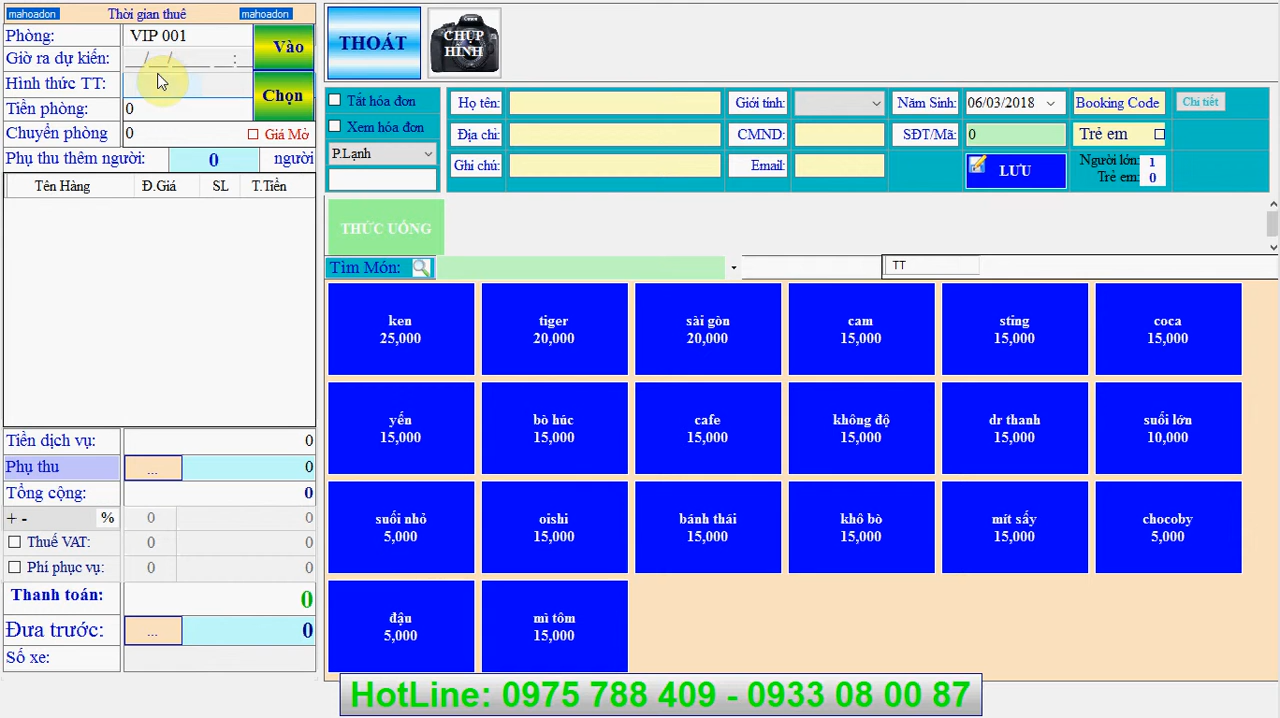 mahoadon Thời gian thuê mahoadon
Phòng: VIP 001
Vào
Giờ ra dự kiến: _/_/_ _:_
Hình thức TT:
Chọn
Tiền phòng: 0
Chuyển phòng 0 Giá Mở
Phụ thu thêm người: 0 người
Tên Hàng Đ.Giá SL T.Tiền
Tiền dịch vụ: 0
Phụ thu ... 0
Tổng cộng: 0
+ - % 0 0
Thuế VAT: 0 0
Phí phục vụ: 0 0
Thanh toán: 0
Đưa trước: ... 0
Số xe:
THOÁT
CHỤP
HÌNH
Tắt hóa đơn
Xem hóa đơn
P.Lạnh
Họ tên: Giới tính: Năm Sinh: 06/03/2018 Booking Code Chi tiết
Địa chỉ: CMND: SĐT/Mã: 0 Trẻ em
Ghi chú: Email: LƯU Người lớn: 1
Trẻ em: 0
THỨC UỐNG
Tìm Món: TT
ken
25,000
tiger
20,000
sài gòn
20,000
cam
15,000
sting
15,000
coca
15,000
yến
15,000
bò húc
15,000
cafe
15,000
không độ
15,000
dr thanh
15,000
suối lớn
10,000
suối nhỏ
5,000
oishi
15,000
bánh thái
15,000
khô bò
15,000
mít sấy
15,000
chocoby
5,000
đậu
5,000
mì tôm
15,000
HotLine: 0975 788 409 - 0933 08 00 87